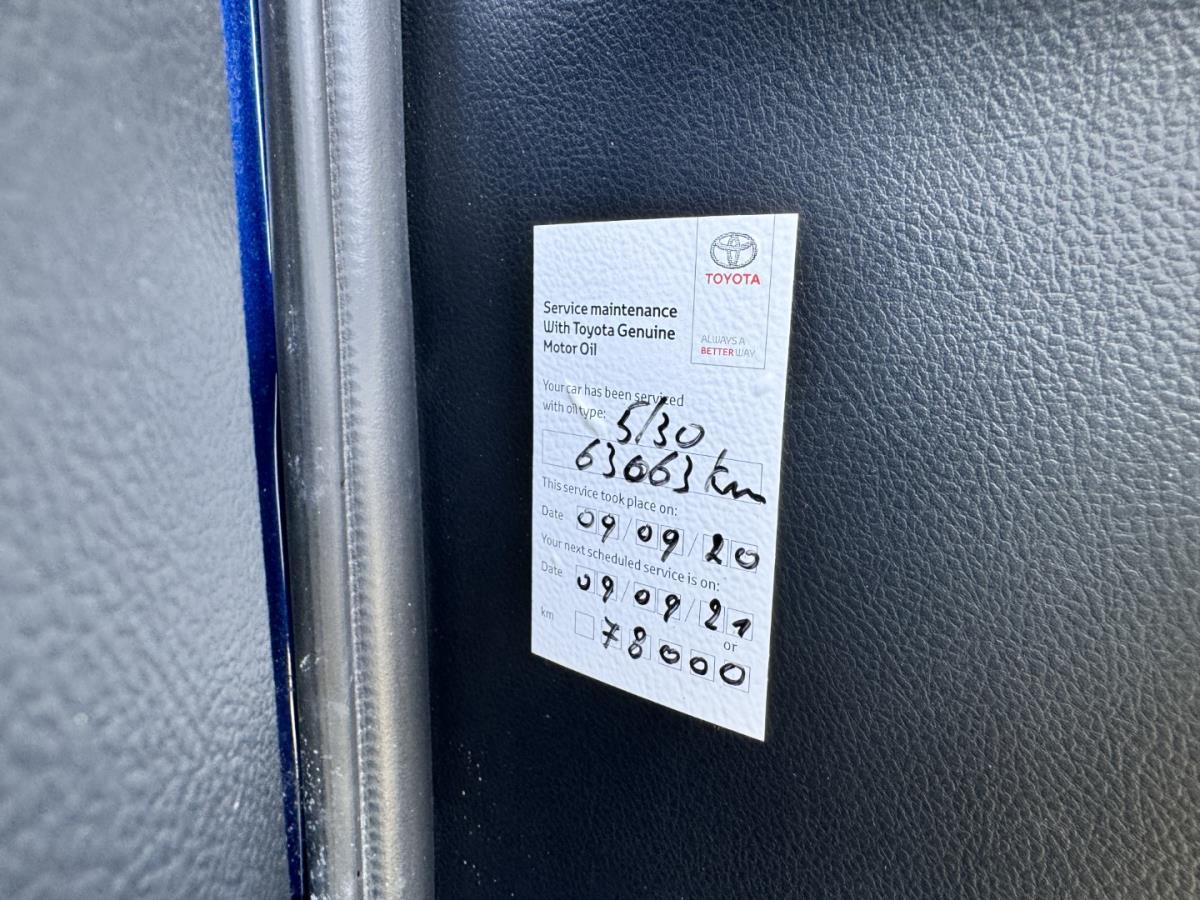 TOYOTA
ALWAYS A
BETTER WAY
Service maintenance
With Toyota Genuine
Motor Oil
Your car has been serviced
with oil type: 5/30
63063 km
This service took place on:
Date 09/09/20
Your next scheduled service is on:
Date 09/09/21
or
km 78000